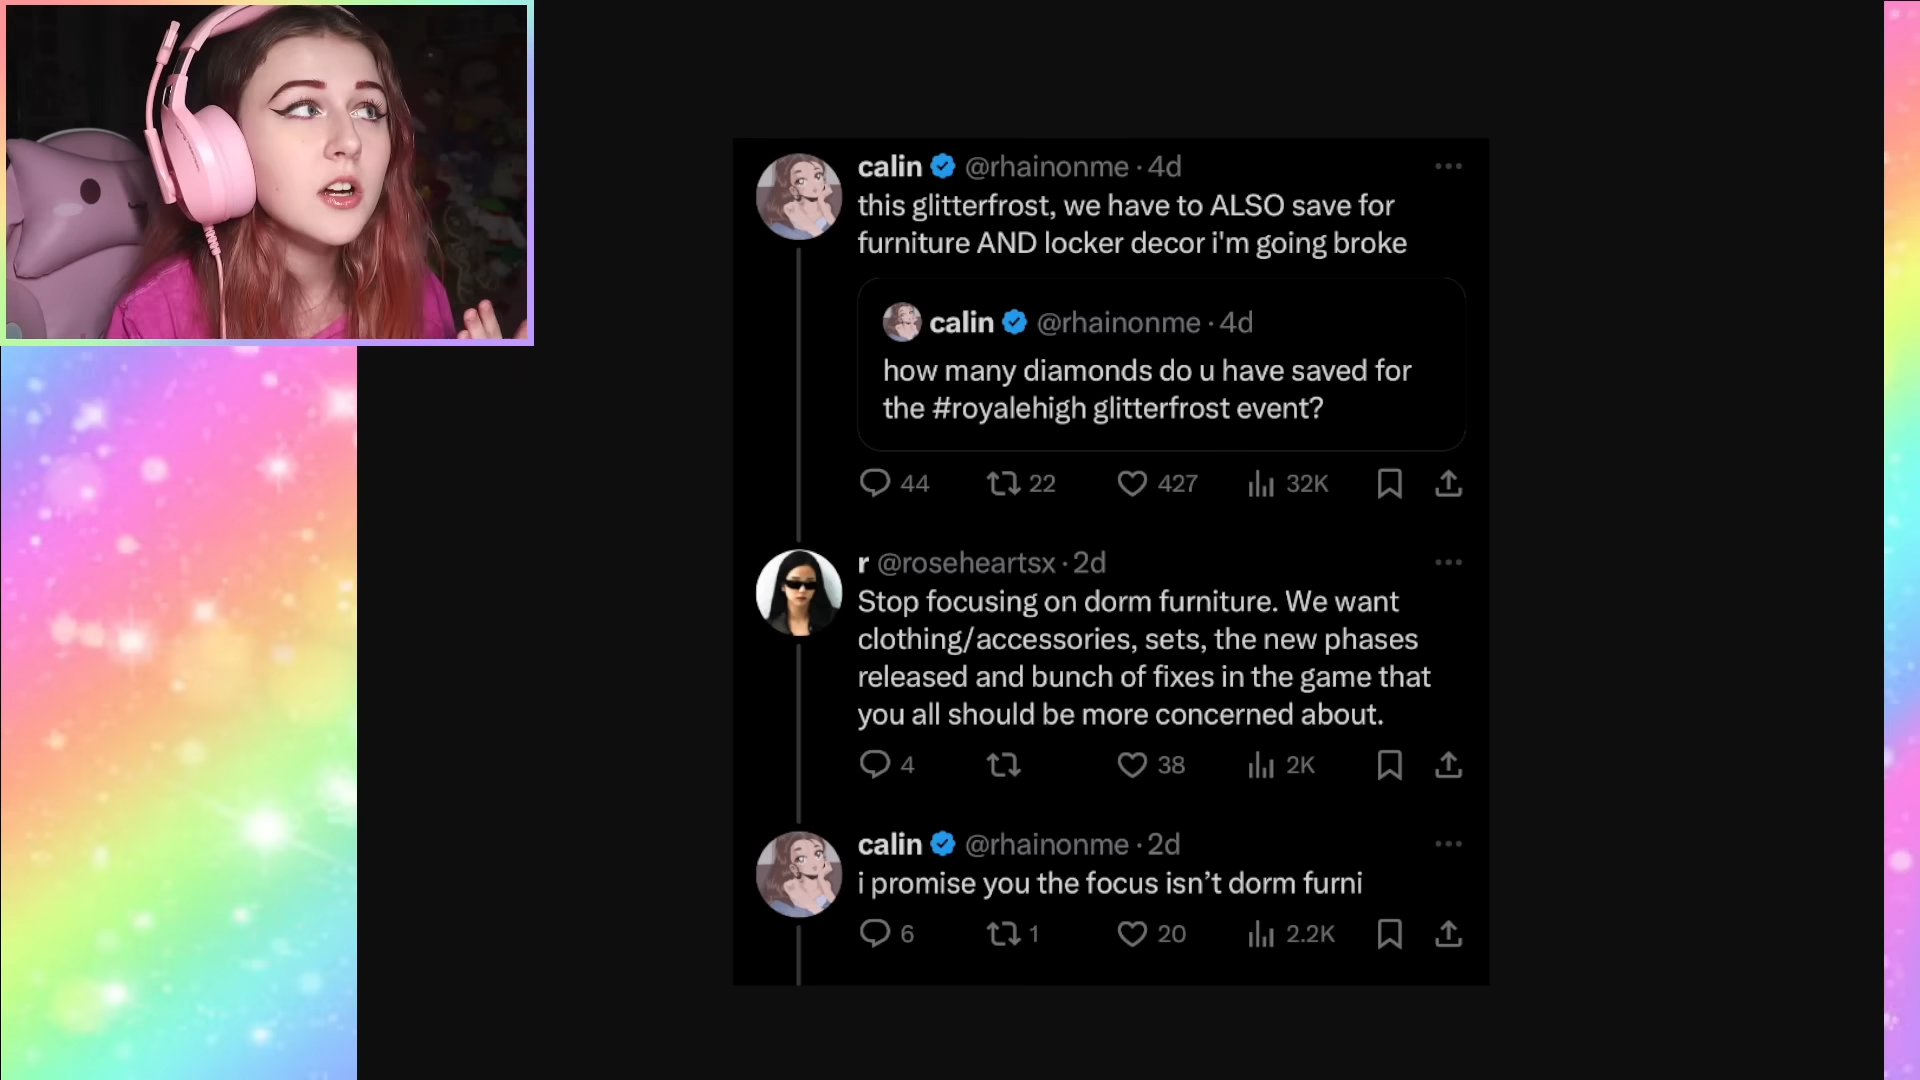 calin @rhainonme · 4d
this glitterfrost, we have to ALSO save for
furniture AND locker decor i'm going broke
calin @rhainonme · 4d
how many diamonds do u have saved for
the #royalehigh glitterfrost event?
44 22 427 32K
r @roseheartsx · 2d
Stop focusing on dorm furniture. We want
clothing/accessories, sets, the new phases
released and bunch of fixes in the game that
you all should be more concerned about.
4 38 2K
calin @rhainonme · 2d
i promise you the focus isn’t dorm furni
6 1 20 2.2K